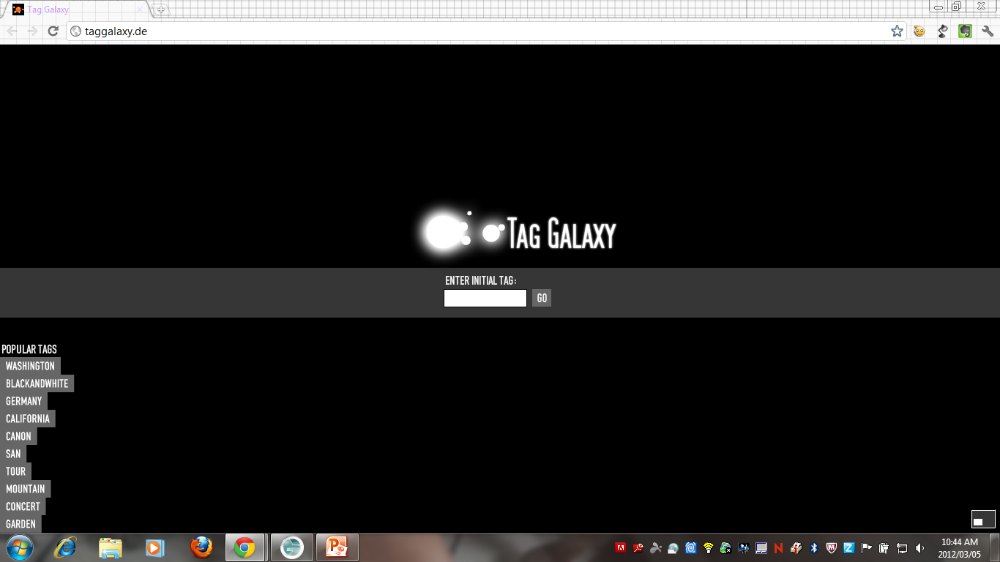 Tag Galaxy
taggalaxy.de
TAG GALAXY
ENTER INITIAL TAG:
GO
POPULAR TAGS
WASHINGTON
BLACKANDWHITE
GERMANY
CALIFORNIA
CANON
SAN
TOUR
MOUNTAIN
CONCERT
GARDEN
10:44 AM
2012/03/05